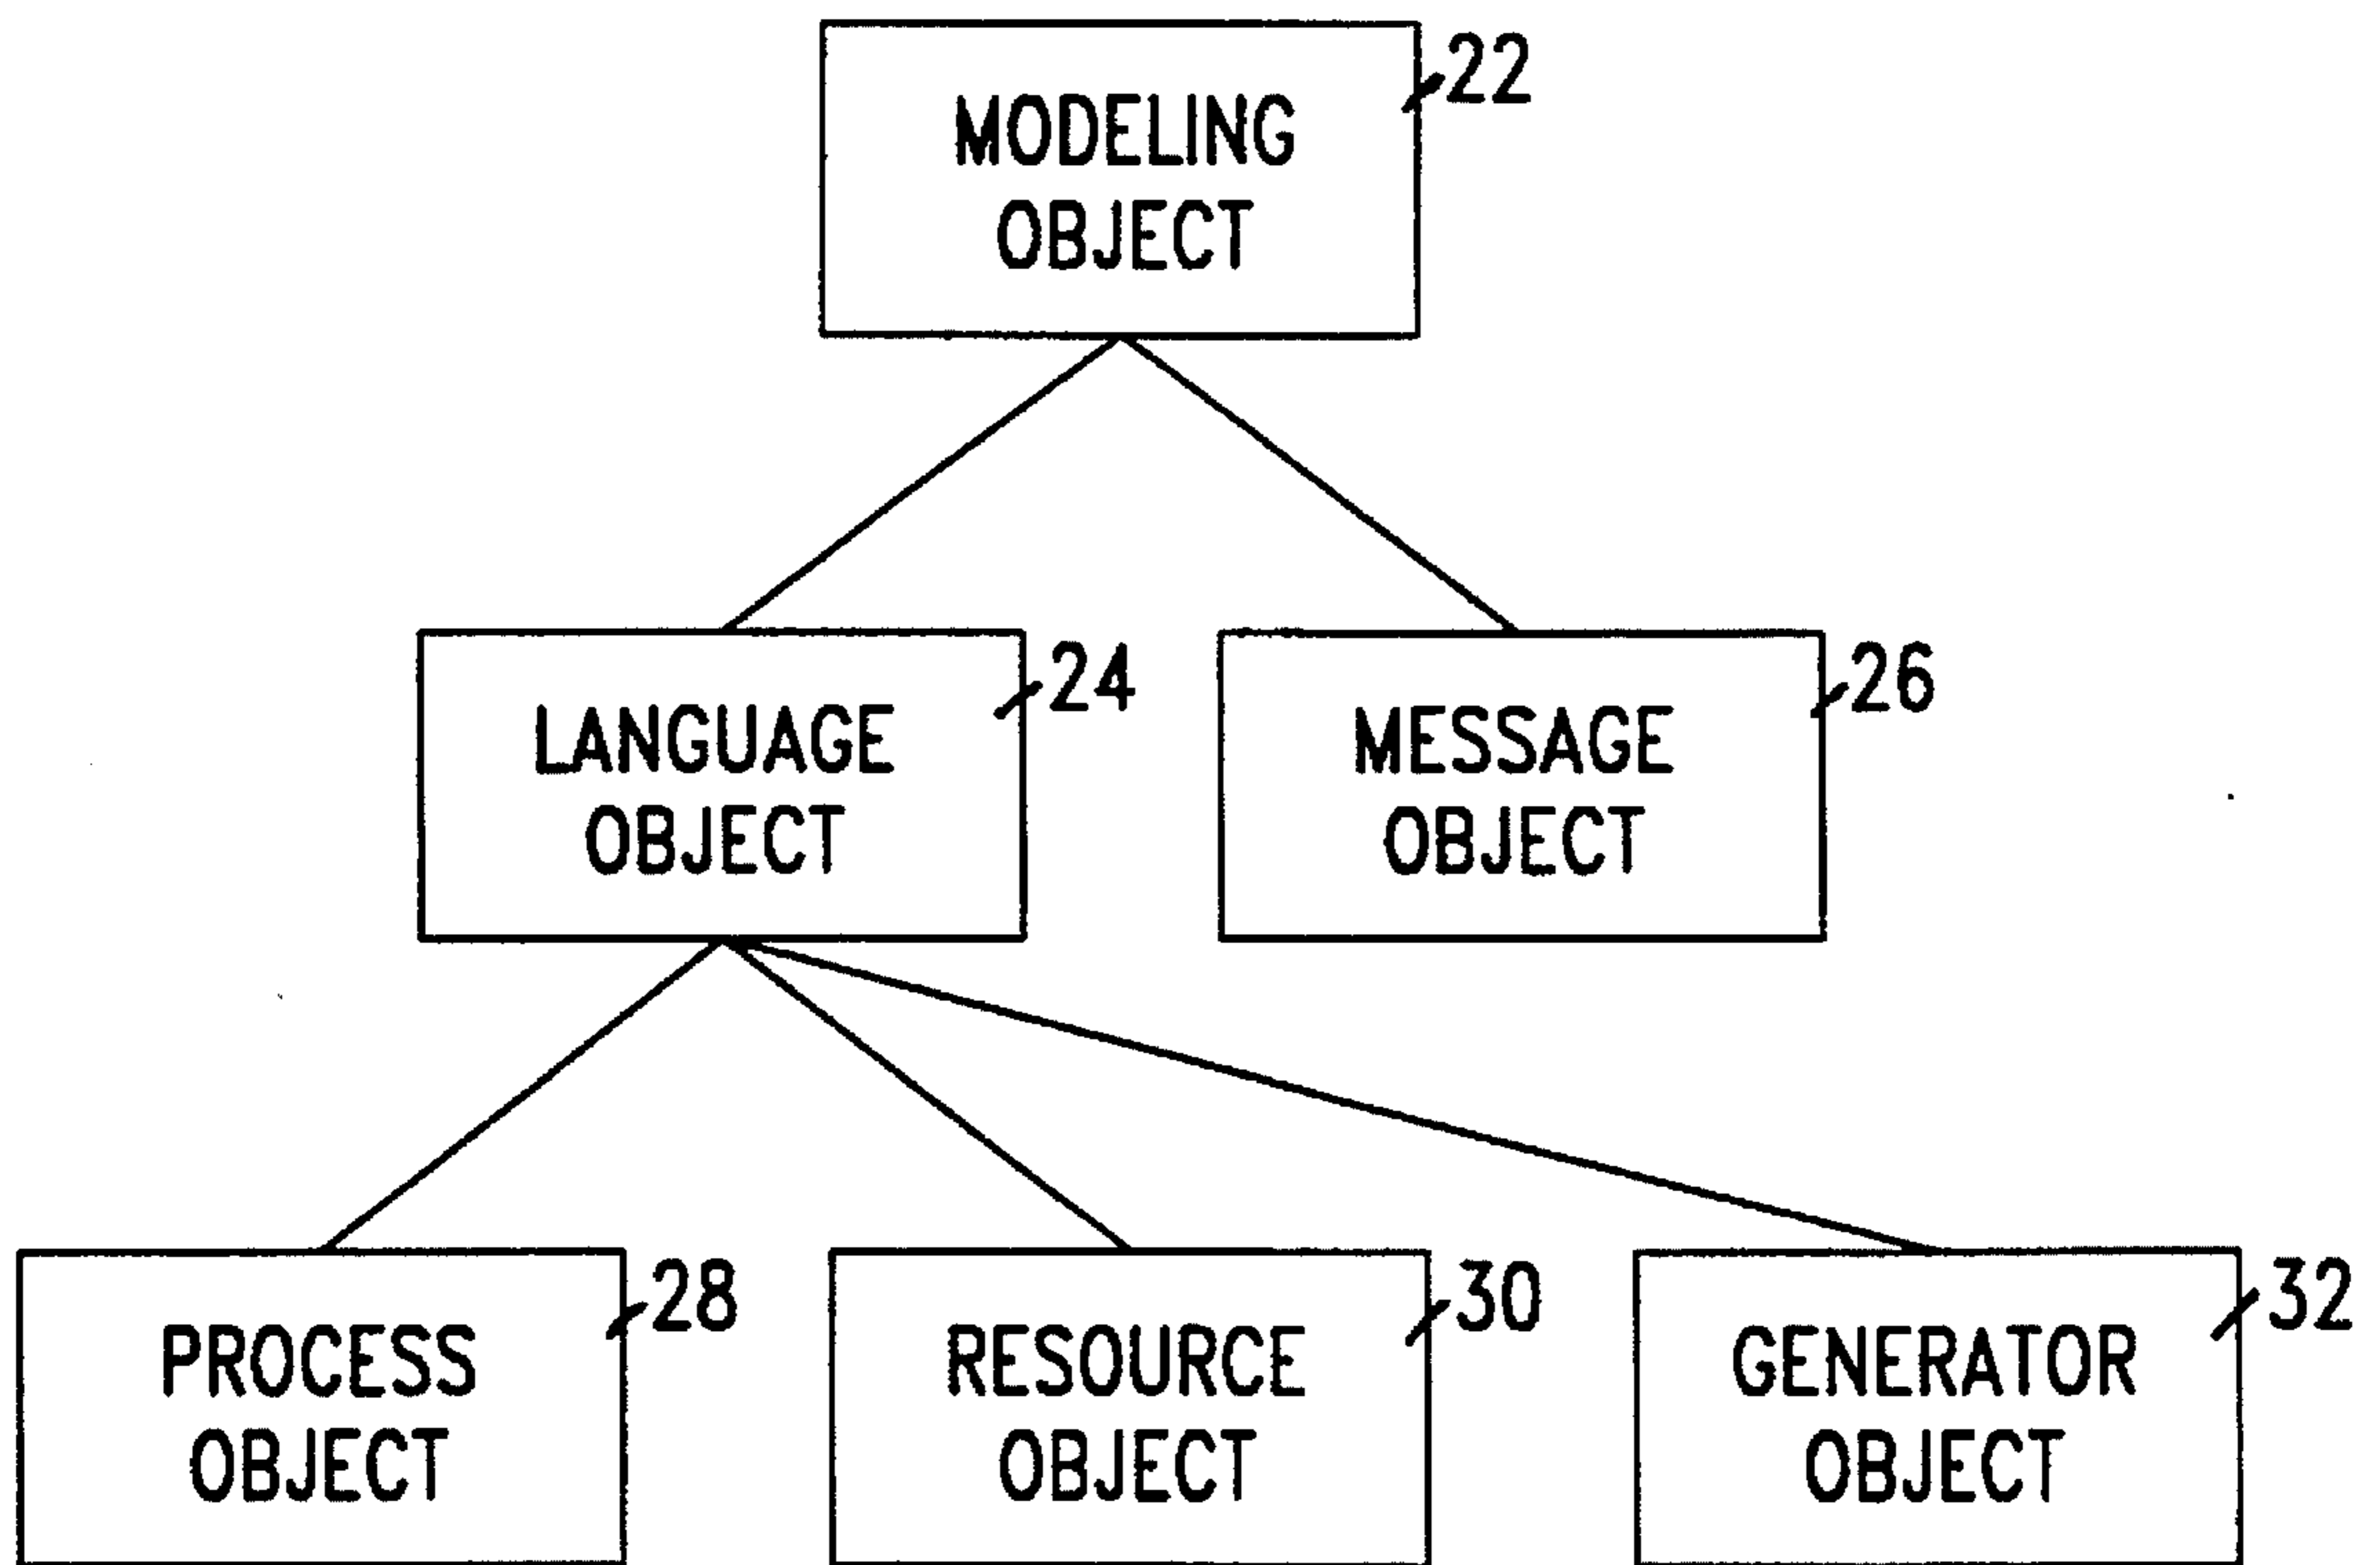 MODELING
OBJECT
22
LANGUAGE
OBJECT
24
MESSAGE
OBJECT
26
PROCESS
OBJECT
28
RESOURCE
OBJECT
30
GENERATOR
OBJECT
32